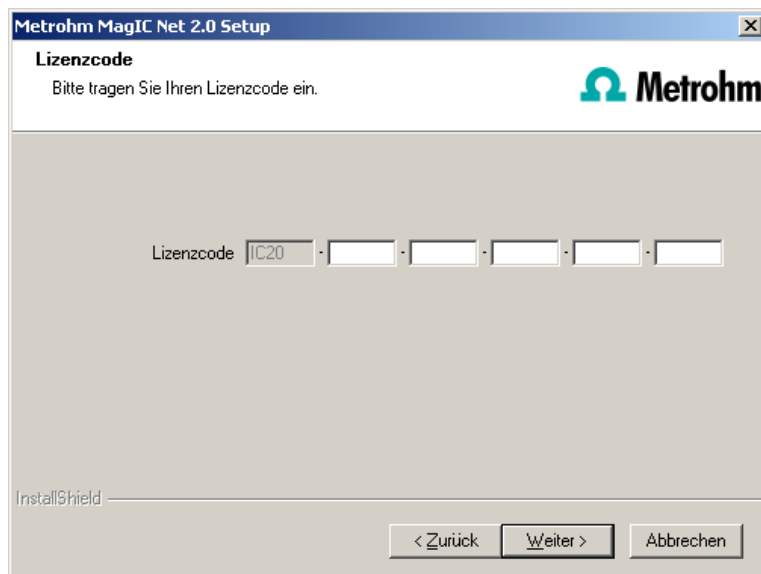 Metrohm MagIC Net 2.0 Setup
Lizenzcode
Bitte tragen Sie Ihren Lizenzcode ein.
Metrohm
Lizenzcode IC20 - - - - -
InstallShield
< Zurück Weiter > Abbrechen